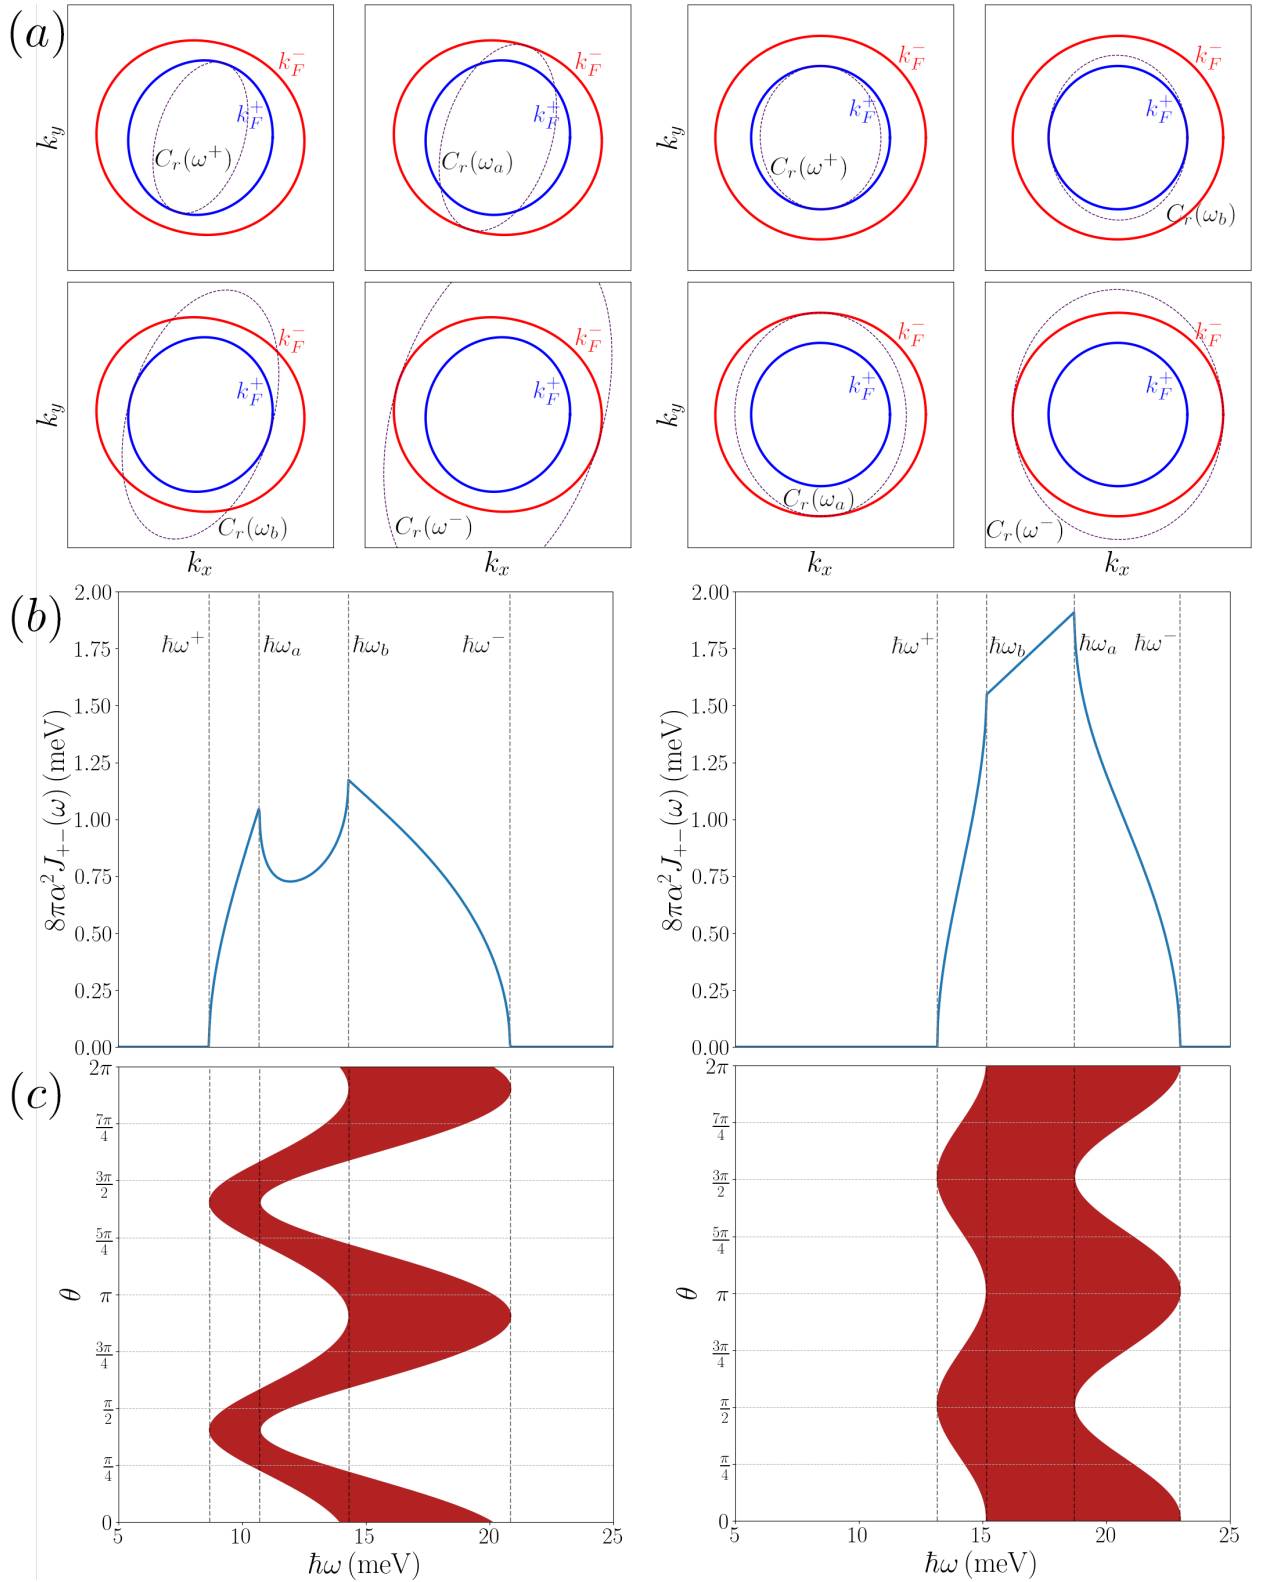 (a)
k_F^-
k_F^+
C_r(ω^+)
k_y
k_F^-
k_F^+
C_r(ω_a)
k_F^-
k_F^+
C_r(ω^+)
k_y
k_F^-
k_F^+
C_r(ω_b)
k_F^-
k_F^+
C_r(ω_b)
k_y
k_x
k_F^-
k_F^+
C_r(ω^-)
k_x
k_F^-
k_F^+
C_r(ω_a)
k_y
k_x
k_F^-
k_F^+
C_r(ω^-)
k_x
(b)
8πα² J_{+-}(ω) (meV)
2.00
1.75
1.50
1.25
1.00
0.75
0.50
0.25
0.00
ħω^+
ħω_a
ħω_b
ħω^-
8πα² J_{+-}(ω) (meV)
2.00
1.75
1.50
1.25
1.00
0.75
0.50
0.25
0.00
ħω^+
ħω_b
ħω_a
ħω^-
(c)
θ
2π
7π/4
3π/2
5π/4
π
3π/4
π/2
π/4
0
5 10 15 20 25
ħω (meV)
θ
2π
7π/4
3π/2
5π/4
π
3π/4
π/2
π/4
0
5 10 15 20 25
ħω (meV)